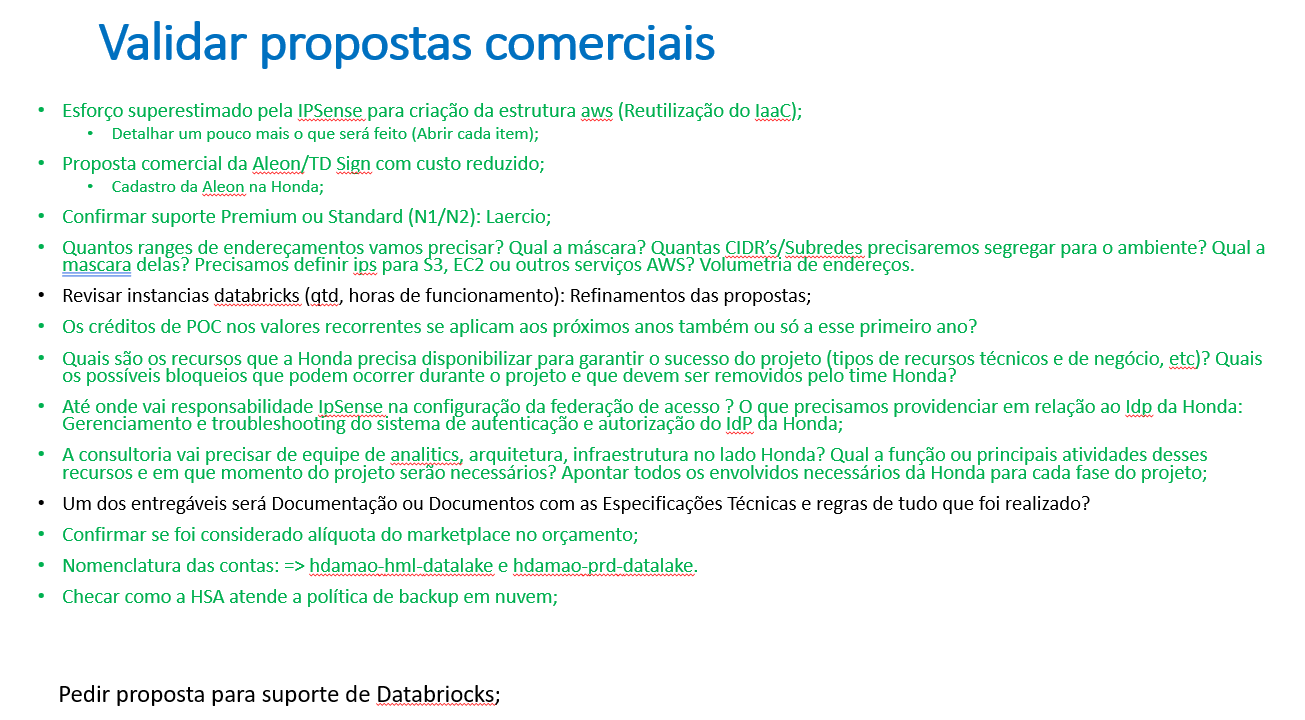 Validar propostas comerciais
• Esforço superestimado pela IPSense para criação da estrutura aws (Reutilização do IaaC);
• Detalhar um pouco mais o que será feito (Abrir cada item);
• Proposta comercial da Aleon/TD Sign com custo reduzido;
• Cadastro da Aleon na Honda;
• Confirmar suporte Premium ou Standard (N1/N2): Laercio;
• Quantos ranges de endereçamentos vamos precisar? Qual a máscara? Quantas CIDR's/Subredes precisaremos segregar para o ambiente? Qual a
mascara delas? Precisamos definir ips para S3, EC2 ou outros serviços AWS? Volumetria de endereços.
• Revisar instancias databricks (qtd, horas de funcionamento): Refinamentos das propostas;
• Os créditos de POC nos valores recorrentes se aplicam aos próximos anos também ou só a esse primeiro ano?
• Quais são os recursos que a Honda precisa disponibilizar para garantir o sucesso do projeto (tipos de recursos técnicos e de negócio, etc)? Quais
os possíveis bloqueios que podem ocorrer durante o projeto e que devem ser removidos pelo time Honda?
• Até onde vai responsabilidade IpSense na configuração da federação de acesso ? O que precisamos providenciar em relação ao Idp da Honda:
Gerenciamento e troubleshooting do sistema de autenticação e autorização do IdP da Honda;
• A consultoria vai precisar de equipe de analitics, arquitetura, infraestrutura no lado Honda? Qual a função ou principais atividades desses
recursos e em que momento do projeto serão necessários? Apontar todos os envolvidos necessários da Honda para cada fase do projeto;
• Um dos entregáveis será Documentação ou Documentos com as Especificações Técnicas e regras de tudo que foi realizado?
• Confirmar se foi considerado alíquota do marketplace no orçamento;
• Nomenclatura das contas: => hdamao-hml-datalake e hdamao-prd-datalake.
• Checar como a HSA atende a política de backup em nuvem;
Pedir proposta para suporte de Databriocks;